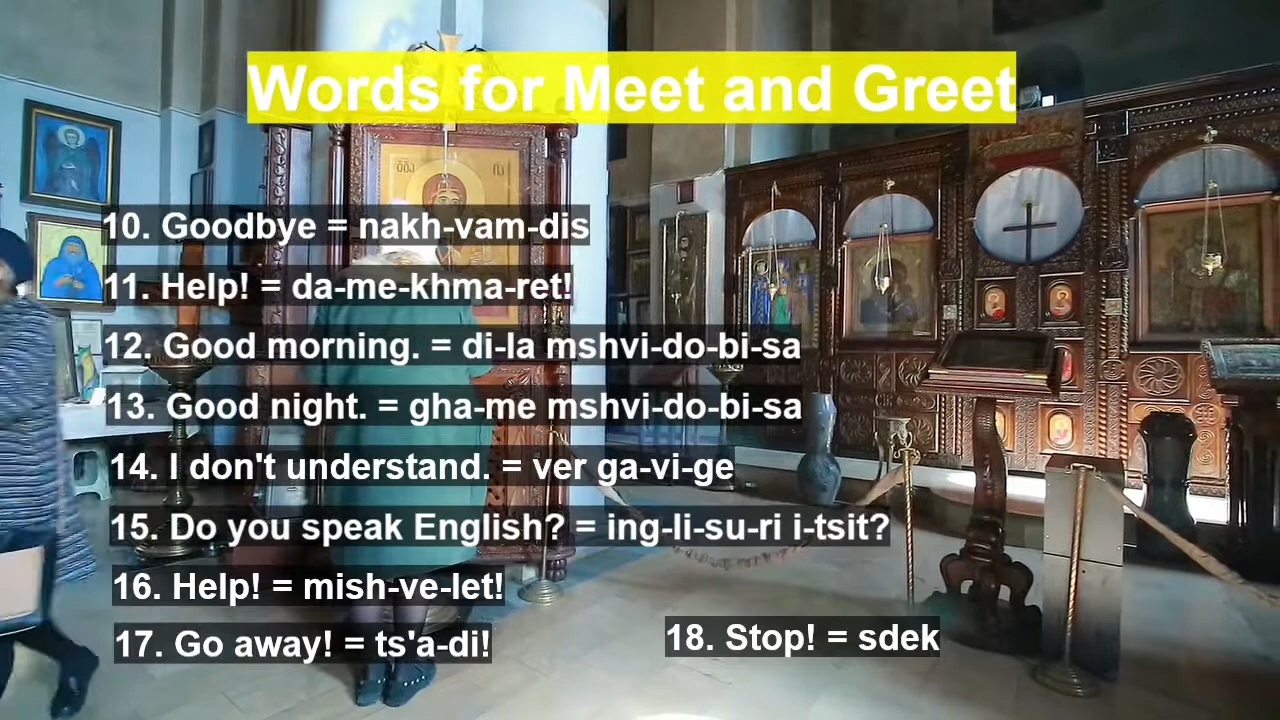 Words for Meet and Greet
10. Goodbye = nakh-vam-dis
11. Help! = da-me-khma-ret!
12. Good morning. = di-la mshvi-do-bi-sa
13. Good night. = gha-me mshvi-do-bi-sa
14. I don't understand. = ver ga-vi-ge
15. Do you speak English? = ing-li-su-ri i-tsit?
16. Help! = mish-ve-let!
17. Go away! = ts'a-di!
18. Stop! = sdek